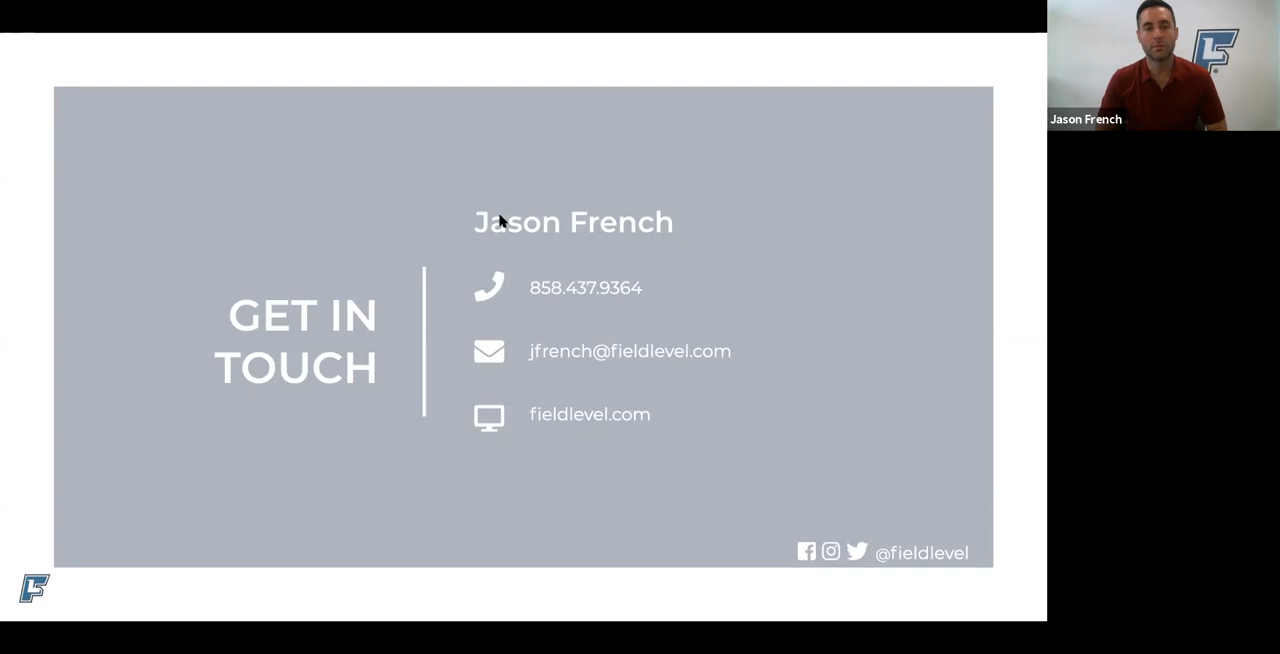 Jason French
GET IN
TOUCH
858.437.9364
jfrench@fieldlevel.com
fieldlevel.com
@fieldlevel
Jason French